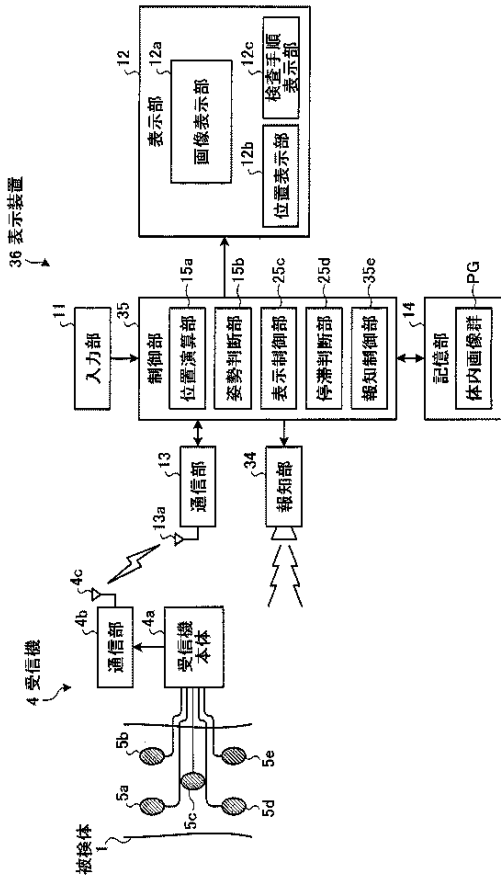 36 表示装置
11
入力部
35
制御部
15a
位置演算部
15b
姿勢判断部
25c
表示制御部
25d
停滞判断部
35e
報知制御部
12
表示部
12a
画像表示部
12b
位置表示部
12c
検査手順
表示部
14
記憶部
PG
体内画像群
13
通信部
13a
34
報知部
4 受信機
4c
4b
通信部
4a
受信機
本体
5a
5b
5c
5d
5e
被検体
1